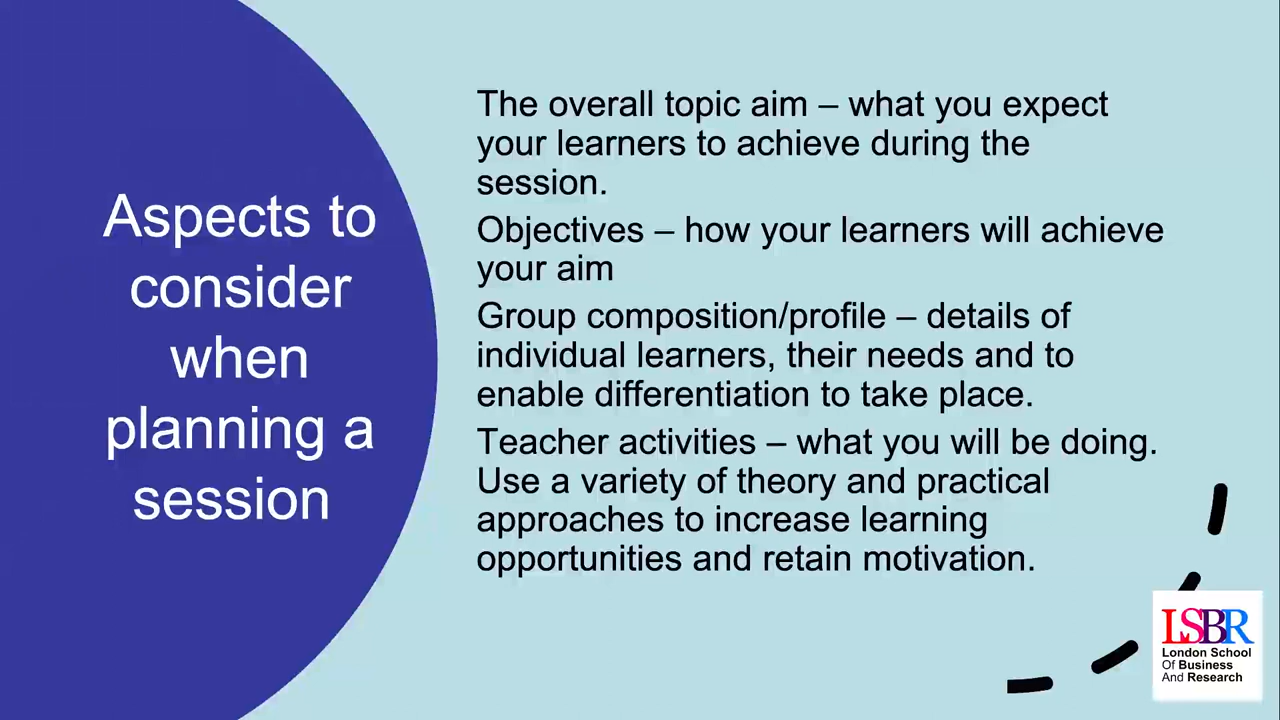 Aspects to
consider
when
planning a
session
The overall topic aim – what you expect
your learners to achieve during the
session.
Objectives – how your learners will achieve
your aim
Group composition/profile – details of
individual learners, their needs and to
enable differentiation to take place.
Teacher activities – what you will be doing.
Use a variety of theory and practical
approaches to increase learning
opportunities and retain motivation.
LSBR
London School
Of Business
And Research